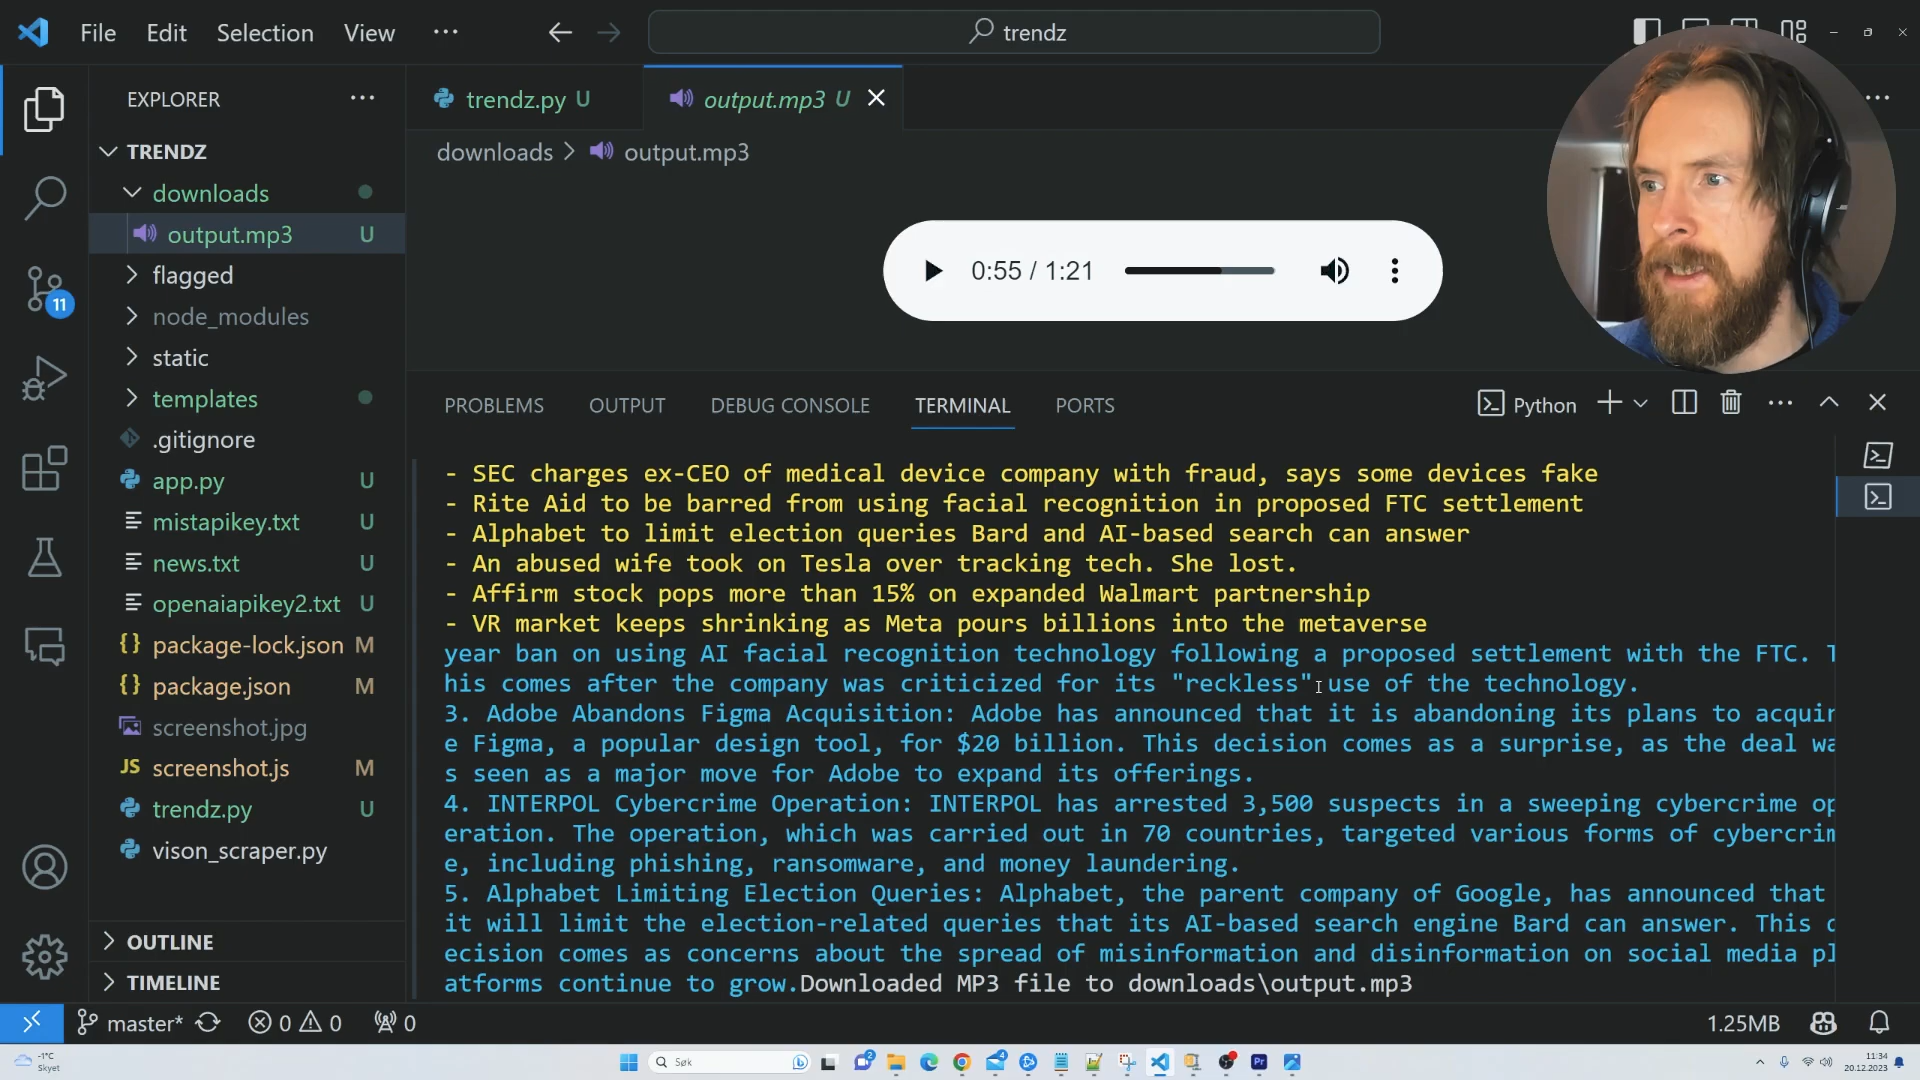 File Edit Selection View ... trendz
EXPLORER
TRENDZ
downloads
output.mp3 U
flagged
node_modules
static
templates
.gitignore
app.py U
mistapikey.txt U
news.txt U
openaiapikey2.txt U
package-lock.json M
package.json M
screenshot.jpg
screenshot.js M
trendz.py U
vison_scraper.py
OUTLINE
TIMELINE
11
trendz.py U output.mp3 U
downloads > output.mp3
0:55 / 1:21
PROBLEMS OUTPUT DEBUG CONSOLE TERMINAL PORTS Python
- SEC charges ex-CEO of medical device company with fraud, says some devices fake
- Rite Aid to be barred from using facial recognition in proposed FTC settlement
- Alphabet to limit election queries Bard and AI-based search can answer
- An abused wife took on Tesla over tracking tech. She lost.
- Affirm stock pops more than 15% on expanded Walmart partnership
- VR market keeps shrinking as Meta pours billions into the metaverse
year ban on using AI facial recognition technology following a proposed settlement with the FTC. T
his comes after the company was criticized for its "reckless" use of the technology.
3. Adobe Abandons Figma Acquisition: Adobe has announced that it is abandoning its plans to acquir
e Figma, a popular design tool, for $20 billion. This decision comes as a surprise, as the deal wa
s seen as a major move for Adobe to expand its offerings.
4. INTERPOL Cybercrime Operation: INTERPOL has arrested 3,500 suspects in a sweeping cybercrime op
eration. The operation, which was carried out in 70 countries, targeted various forms of cybercrim
e, including phishing, ransomware, and money laundering.
5. Alphabet Limiting Election Queries: Alphabet, the parent company of Google, has announced that
it will limit the election-related queries that its AI-based search engine Bard can answer. This d
ecision comes as concerns about the spread of misinformation and disinformation on social media pl
atforms continue to grow.Downloaded MP3 file to downloads\output.mp3
master* 0 0 0 1.25MB
-1°C
Skyet
Søk
2
4
Pr
11:34
20.12.2023